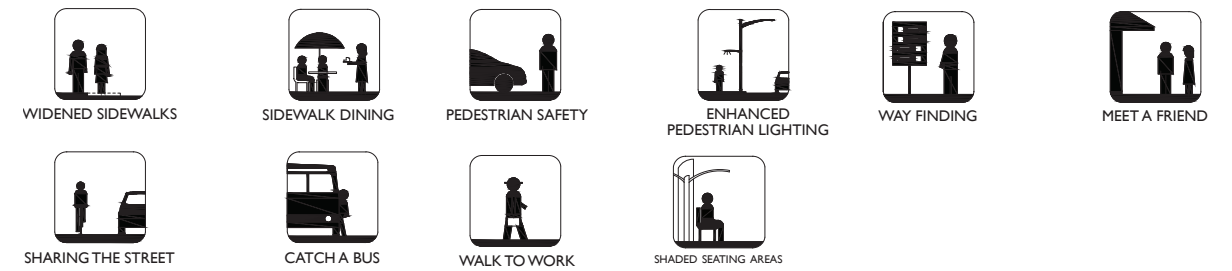 WIDENED SIDEWALKS
SIDEWALK DINING
PEDESTRIAN SAFETY
ENHANCED
PEDESTRIAN LIGHTING
WAY FINDING
MEET A FRIEND
SHARING THE STREET
CATCH A BUS
WALK TO WORK
SHADED SEATING AREAS